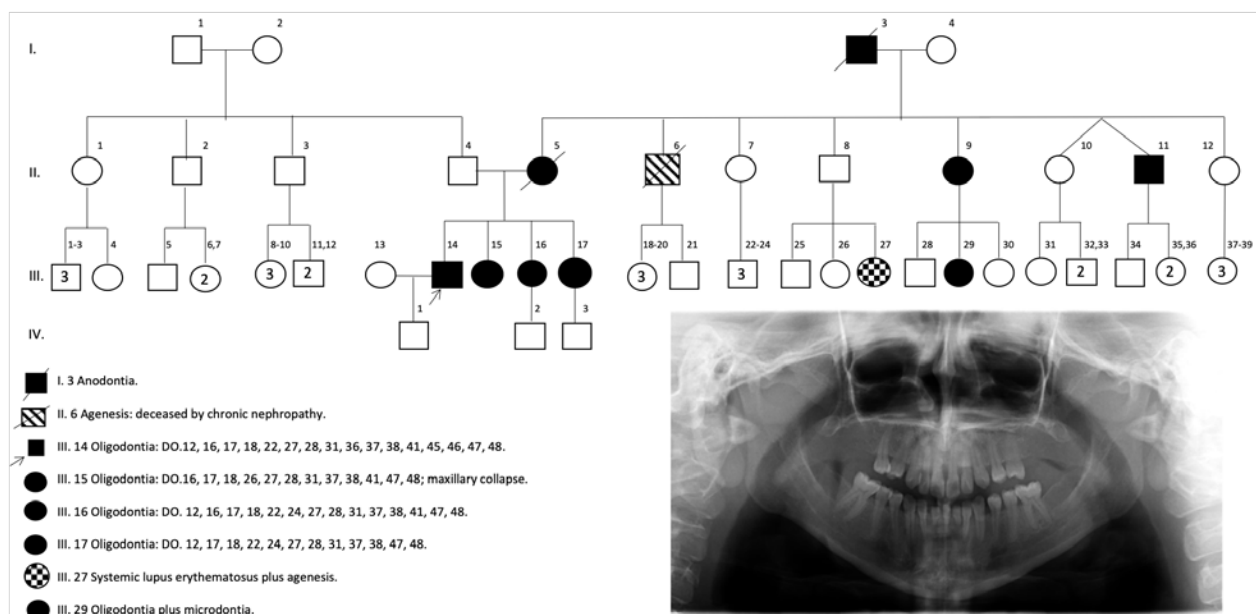 1 2 3 4
I.
1 2 3 4 5 6 7 8 9 10 11 12
II.
1-3 4 5 6,7 8-10 11,12 13 14 15 16 17 18-20 21 22-24 25 26 27 28 29 30 31 32,33 34 35,36 37-39
III. 3 2 3 2 3 3 2 2 3
1 2 3
IV.
I. 3 Anodontia.
II. 6 Agenesis: deceased by chronic nephropathy.
III. 14 Oligodontia: DO.12, 16, 17, 18, 22, 27, 28, 31, 36, 37, 38, 41, 45, 46, 47, 48.
III. 15 Oligodontia: DO.16, 17, 18, 26, 27, 28, 31, 37, 38, 41, 47, 48; maxillary collapse.
III. 16 Oligodontia: DO. 12, 16, 17, 18, 22, 24, 27, 28, 31, 37, 38, 41, 47, 48.
III. 17 Oligodontia: DO. 12, 17, 18, 22, 24, 27, 28, 31, 37, 38, 47, 48.
III. 27 Systemic lupus erythematosus plus agenesis.
III. 29 Oligodontia plus microdontia.